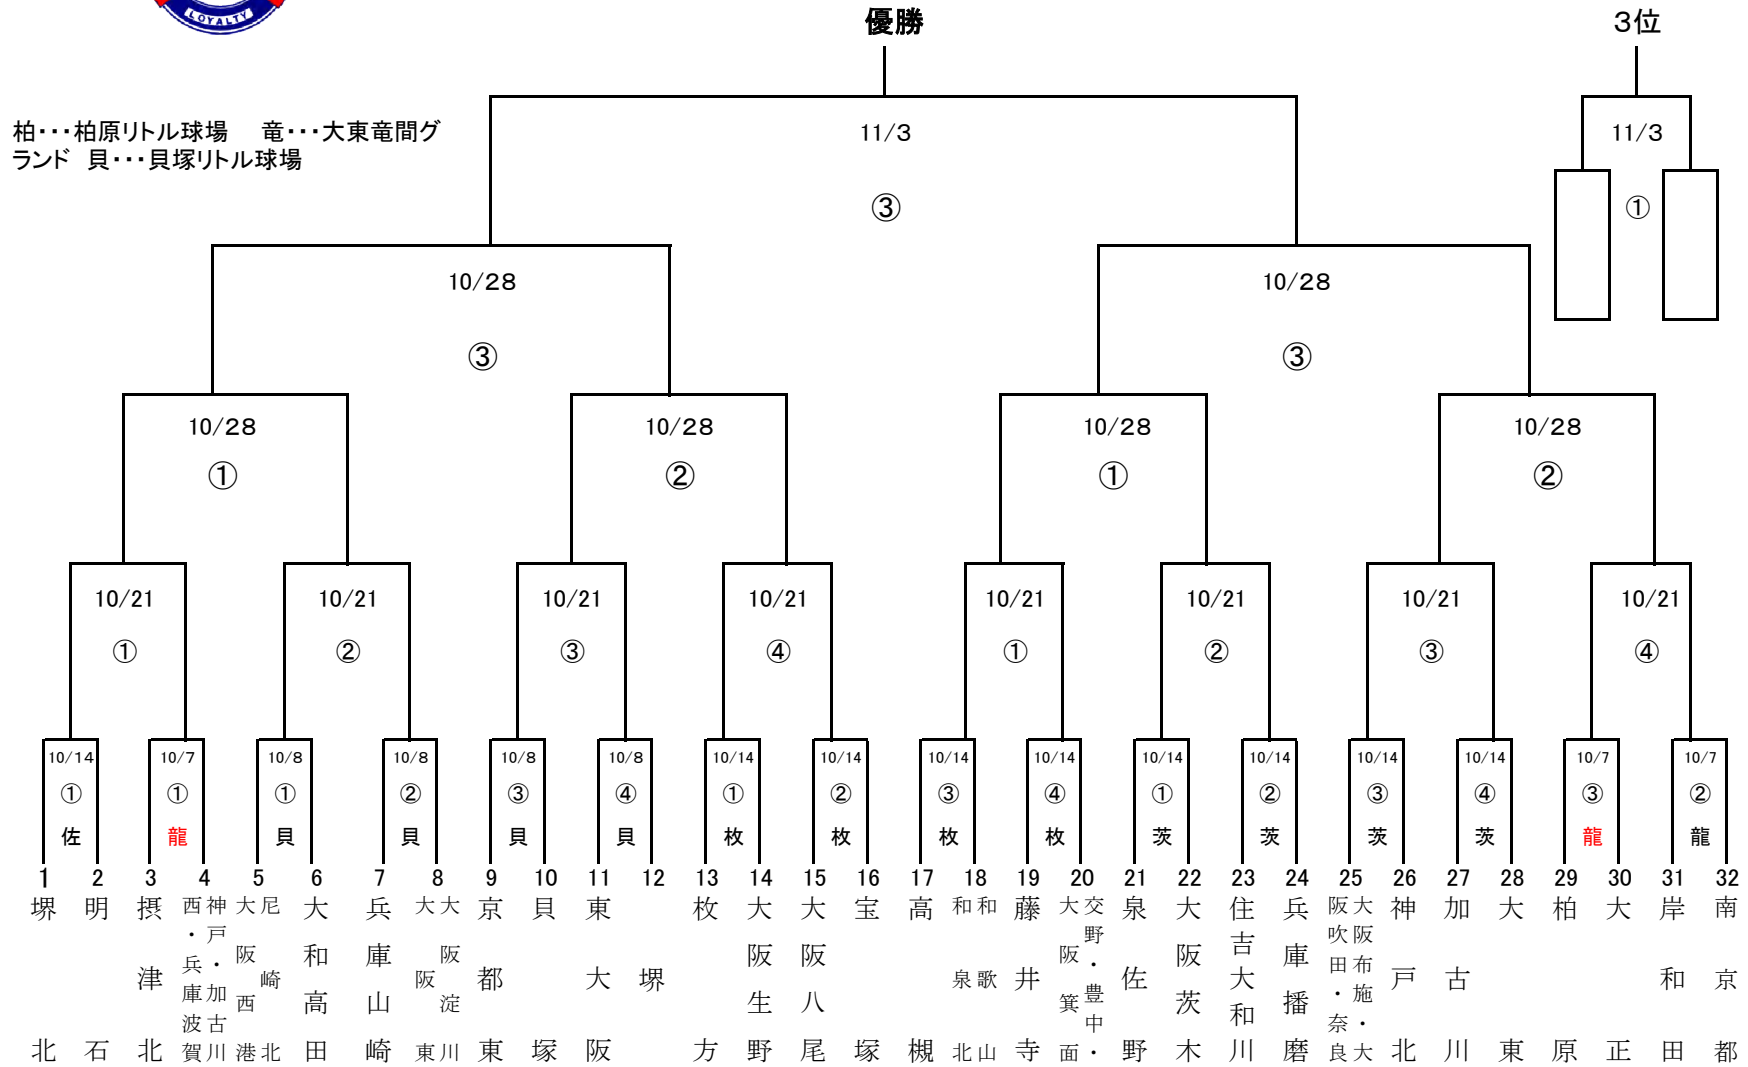 LOYALTY
優勝
３位
柏・・・柏原リトル球場　竜・・・大東竜間グ
ランド　貝・・・貝塚リトル球場
11/3
11/3
③
①
10/28
10/28
③
③
10/28
10/28
10/28
10/28
①
②
①
②
10/21
10/21
10/21
10/21
10/21
10/21
10/21
10/21
①
②
③
④
①
②
③
④
10/14
10/7
10/8
10/8
10/8
10/8
10/14
10/14
10/14
10/14
10/14
10/14
10/14
10/14
10/7
10/7
①
①
①
②
③
④
①
②
③
④
①
②
③
④
③
②
佐
龍
貝
貝
貝
貝
枚
枚
枚
枚
茨
茨
茨
茨
龍
龍
1
2
3
4
5
6
7
8
9
10
11
12
13
14
15
16
17
18
19
20
21
22
23
24
25
26
27
28
29
30
31
32
堺北
明石
摂津北
神戸・加古川
西・兵庫波賀
尼崎北
大阪西港
大和高田
兵庫山崎
大阪淀川
大阪東
京都東
貝塚
東大阪
堺
枚方
大阪生野
大阪八尾
宝塚
高槻
和歌山
和泉北
藤井寺
交野・豊中・
大阪箕面
泉佐野
大阪茨木
住吉大和川
兵庫播磨
大阪布施・大
阪吹田・奈良
神戸北
加古川
大東
柏原
大正
岸和田
南京都